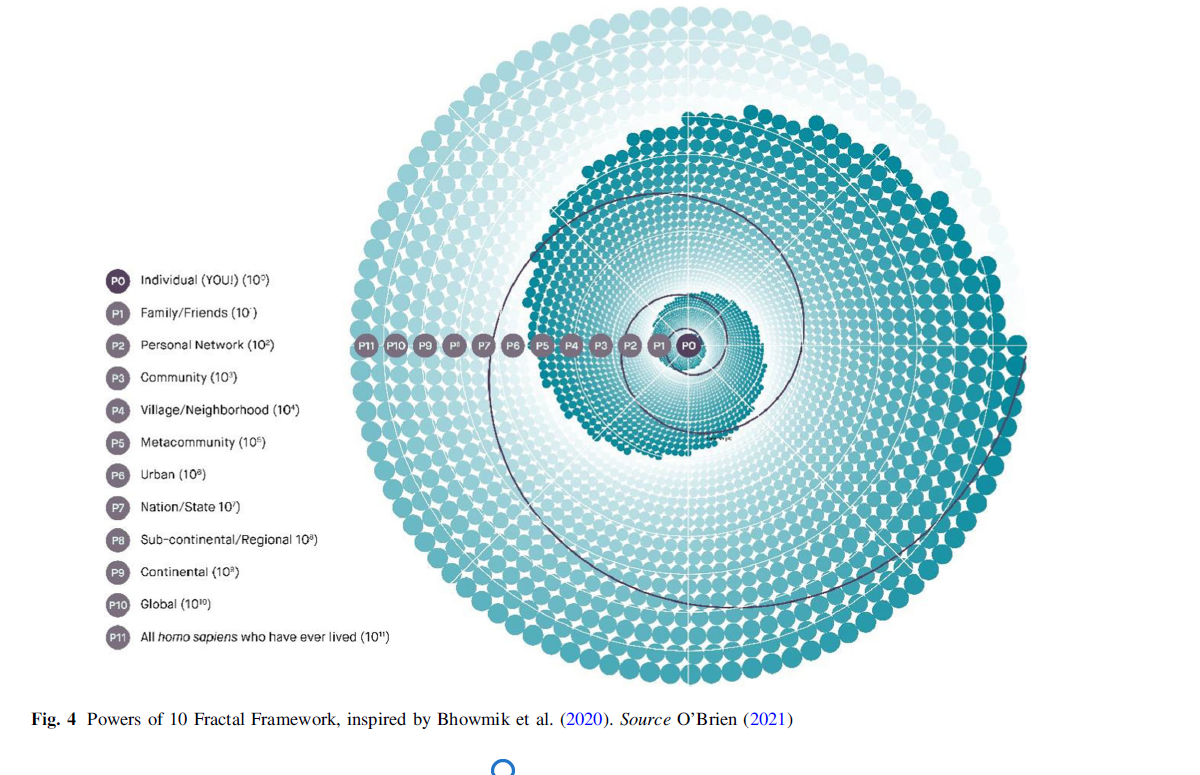 P0 Individual (YOU!) (10⁰)
P1 Family/Friends (10¹)
P2 Personal Network (10²)
P3 Community (10³)
P4 Village/Neighborhood (10⁴)
P5 Metacommunity (10⁵)
P6 Urban (10⁶)
P7 Nation/State 10⁷)
P8 Sub-continental/Regional 10⁸)
P9 Continental (10⁹)
P10 Global (10¹⁰)
P11 All homo sapiens who have ever lived (10¹¹)
P11 P10 P9 P8 P7 P6 P5 P4 P3 P2 P1 P0
Fig. 4 Powers of 10 Fractal Framework, inspired by Bhowmik et al. (2020). Source O’Brien (2021)